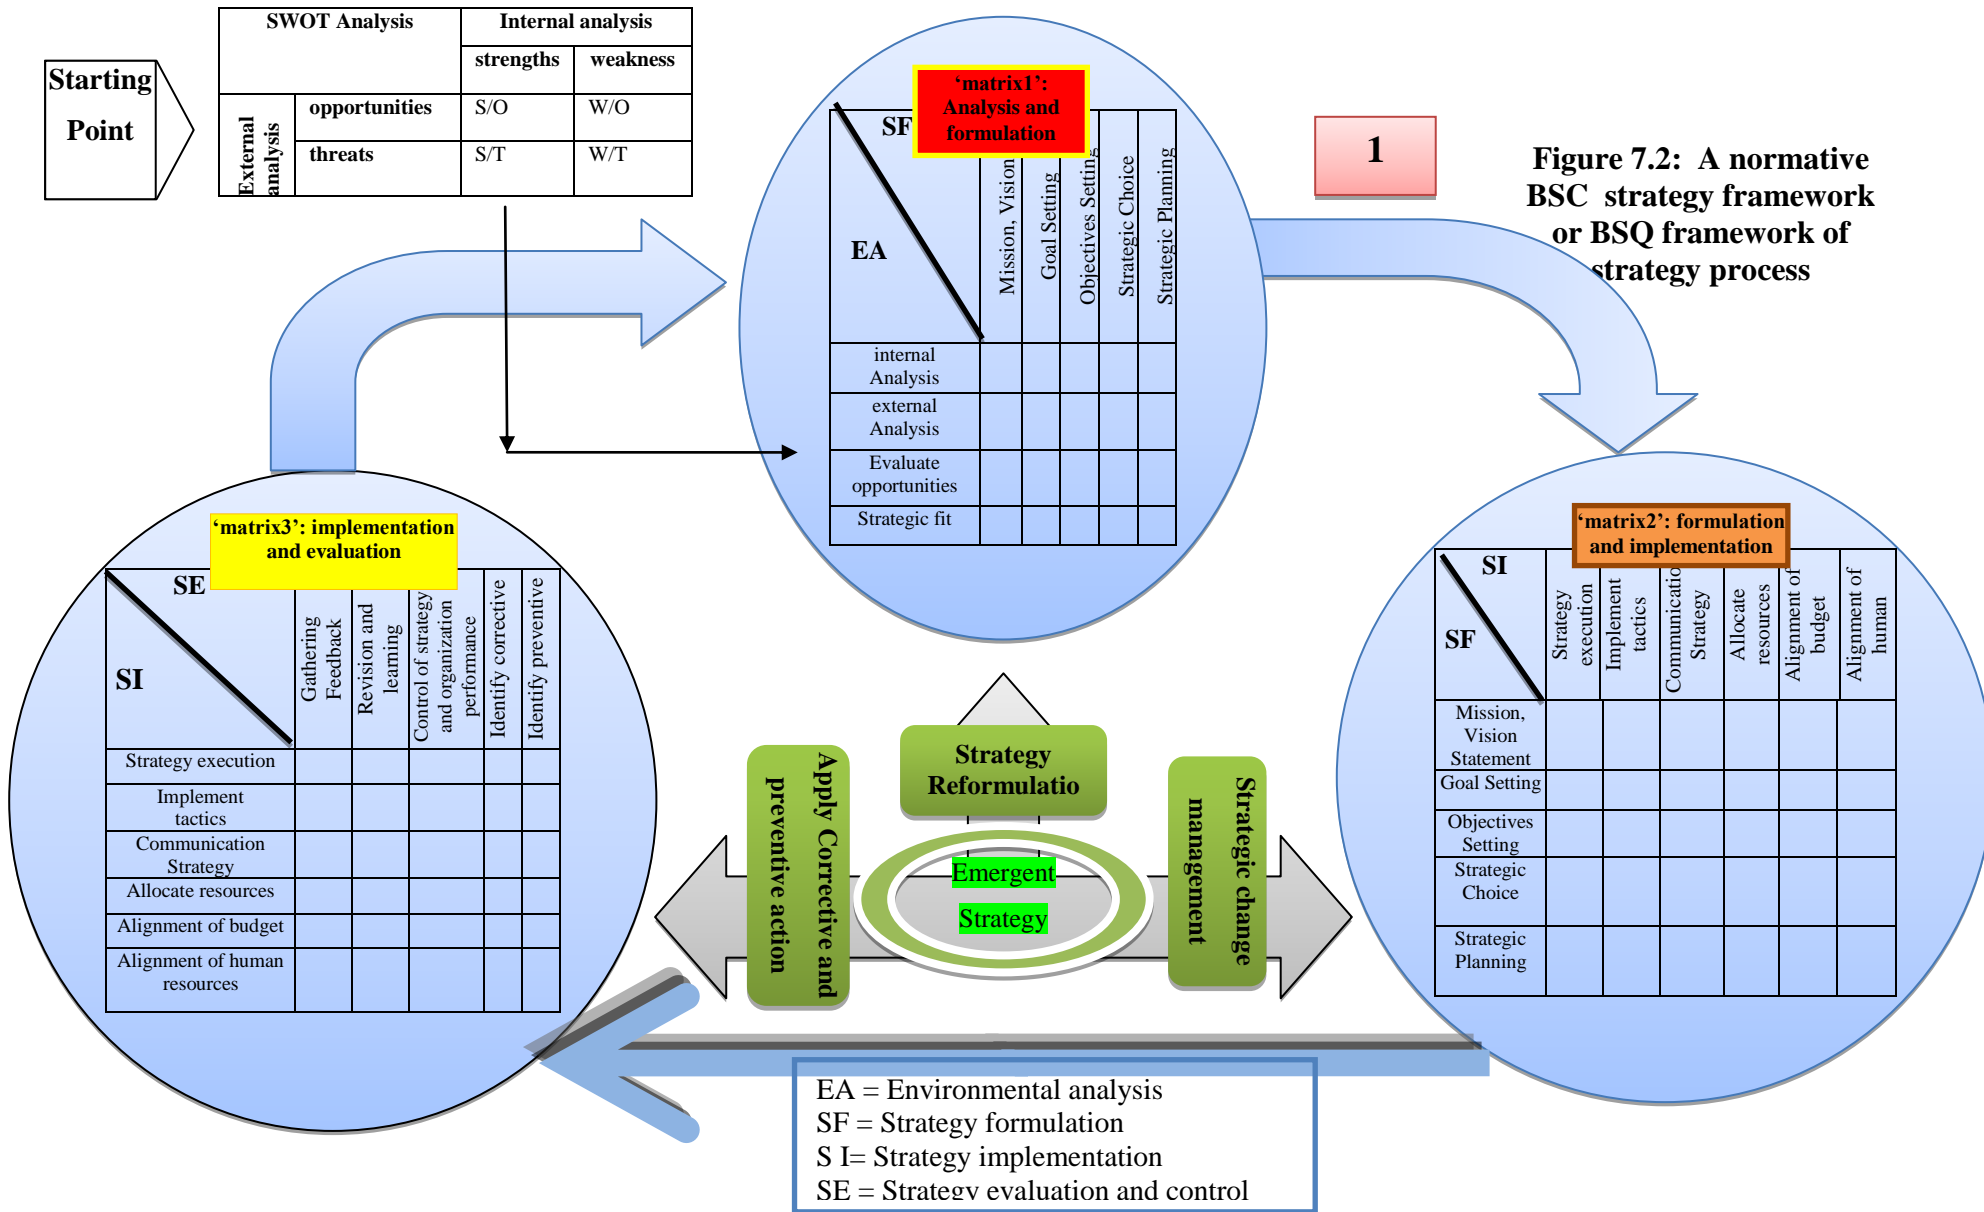 Starting
Point
SWOT Analysis
Internal analysis
strengths
weakness
External
analysis
opportunities
S/O
W/O
threats
S/T
W/T
‘matrix1’:
Analysis and
formulation
SF
EA
Mission, Vision
Goal Setting
Objectives Setting
Strategic Choice
Strategic Planning
internal
Analysis
external
Analysis
Evaluate
opportunities
Strategic fit
1
Figure 7.2: A normative
BSC strategy framework
or BSQ framework of
strategy process
‘matrix3’: implementation
and evaluation
SE
SI
Gathering
Feedback
Revision and
learning
Control of strategy
and organization
performance
Identify corrective
Identify preventive
Strategy execution
Implement
tactics
Communication
Strategy
Allocate resources
Alignment of budget
Alignment of human
resources
‘matrix2’: formulation
and implementation
SI
SF
Strategy
execution
Implement
tactics
Communicatio
Strategy
Allocate
resources
Alignment of
budget
Alignment of
human
Mission,
Vision
Statement
Goal Setting
Objectives
Setting
Strategic
Choice
Strategic
Planning
Apply Corrective and
preventive action
Strategy
Reformulatio
Strategic change
management
Emergent
Strategy
EA = Environmental analysis
SF = Strategy formulation
S I= Strategy implementation
SE = Strategy evaluation and control